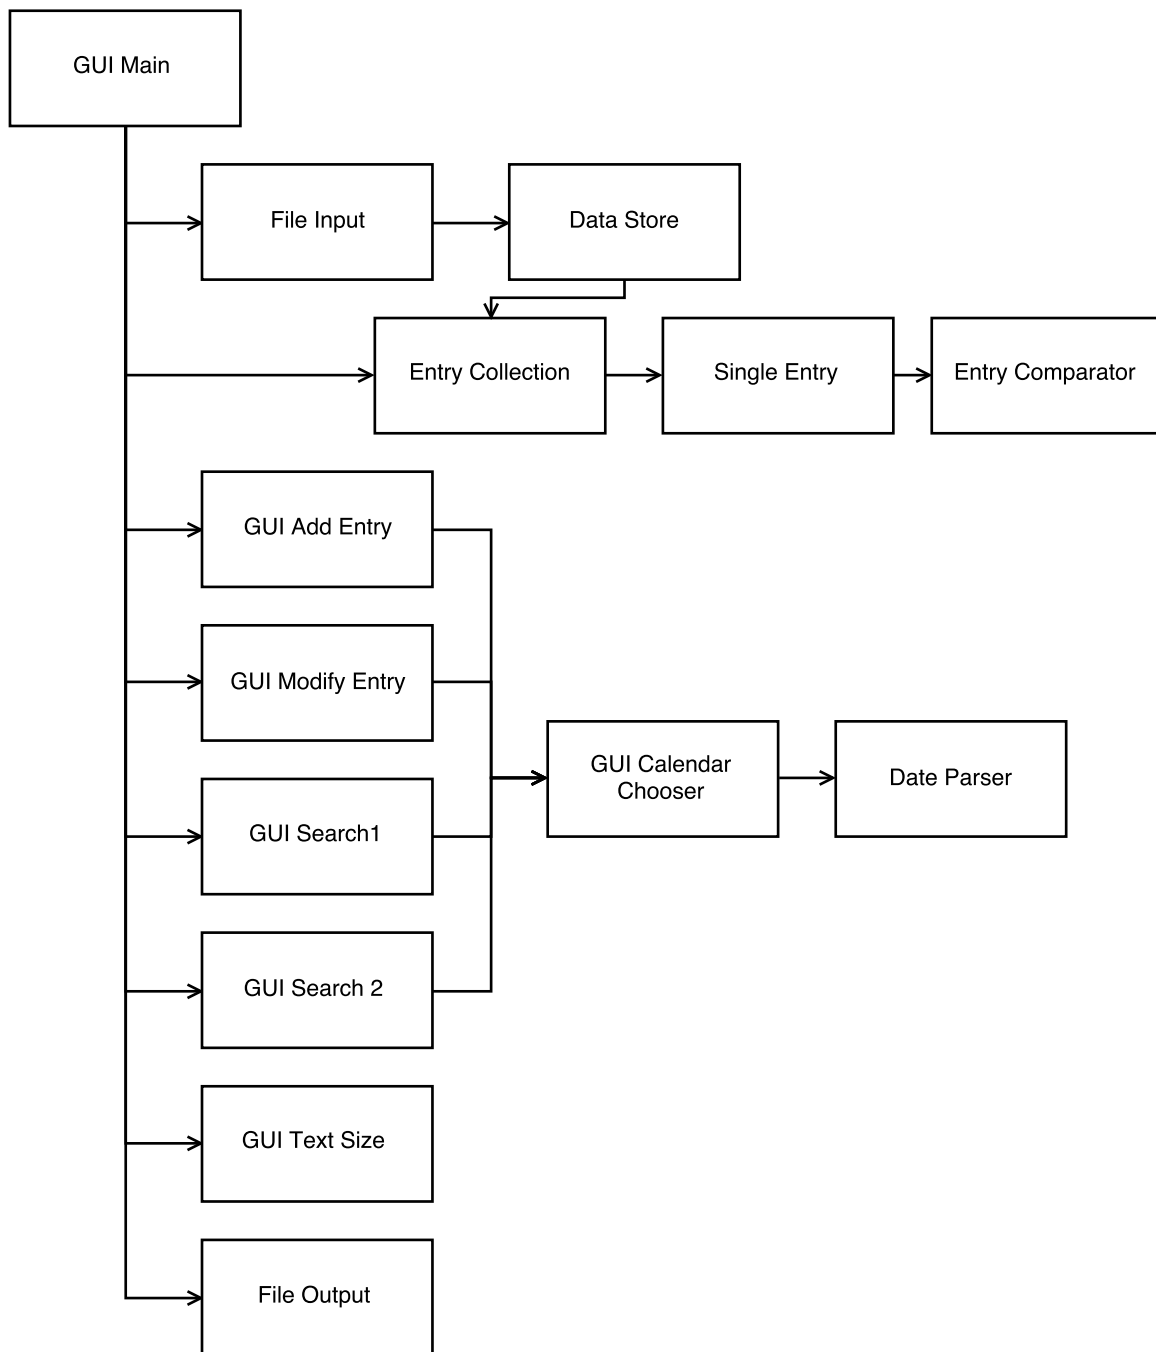 GUI Main
File Input
Data Store
Entry Collection
Single Entry
Entry Comparator
GUI Add Entry
GUI Modify Entry
GUI Calendar
Chooser
Date Parser
GUI Search1
GUI Search 2
GUI Text Size
File Output